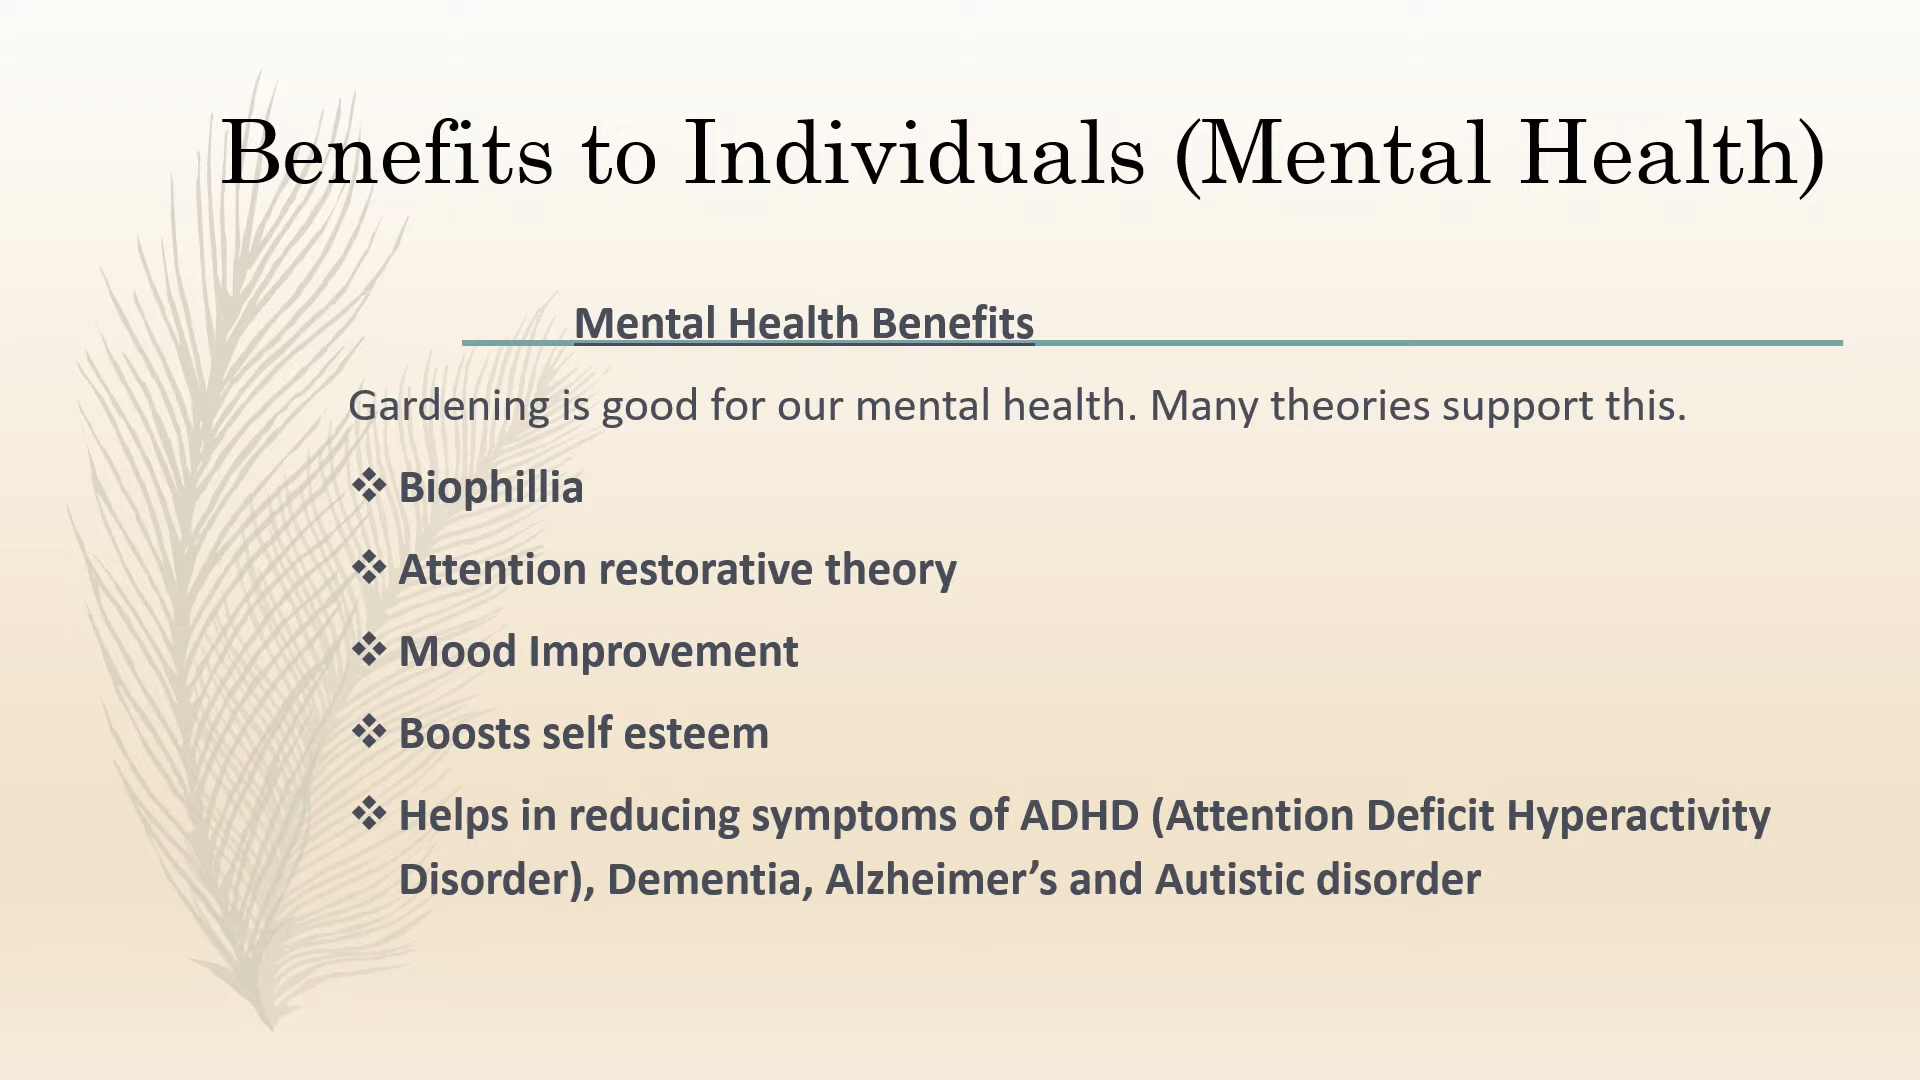 Benefits to Individuals (Mental Health)
Mental Health Benefits
Gardening is good for our mental health. Many theories support this.
❖ Biophillia
❖ Attention restorative theory
❖ Mood Improvement
❖ Boosts self esteem
❖ Helps in reducing symptoms of ADHD (Attention Deficit Hyperactivity
Disorder), Dementia, Alzheimer’s and Autistic disorder